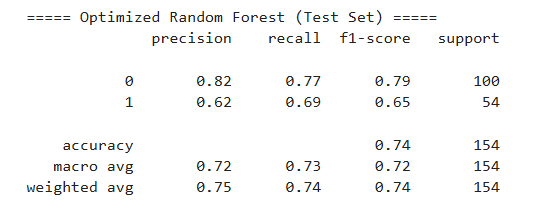 ===== Optimized Random Forest (Test Set) =====
precision recall f1-score support
0 0.82 0.77 0.79 100
1 0.62 0.69 0.65 54
accuracy 0.74 154
macro avg 0.72 0.73 0.72 154
weighted avg 0.75 0.74 0.74 154